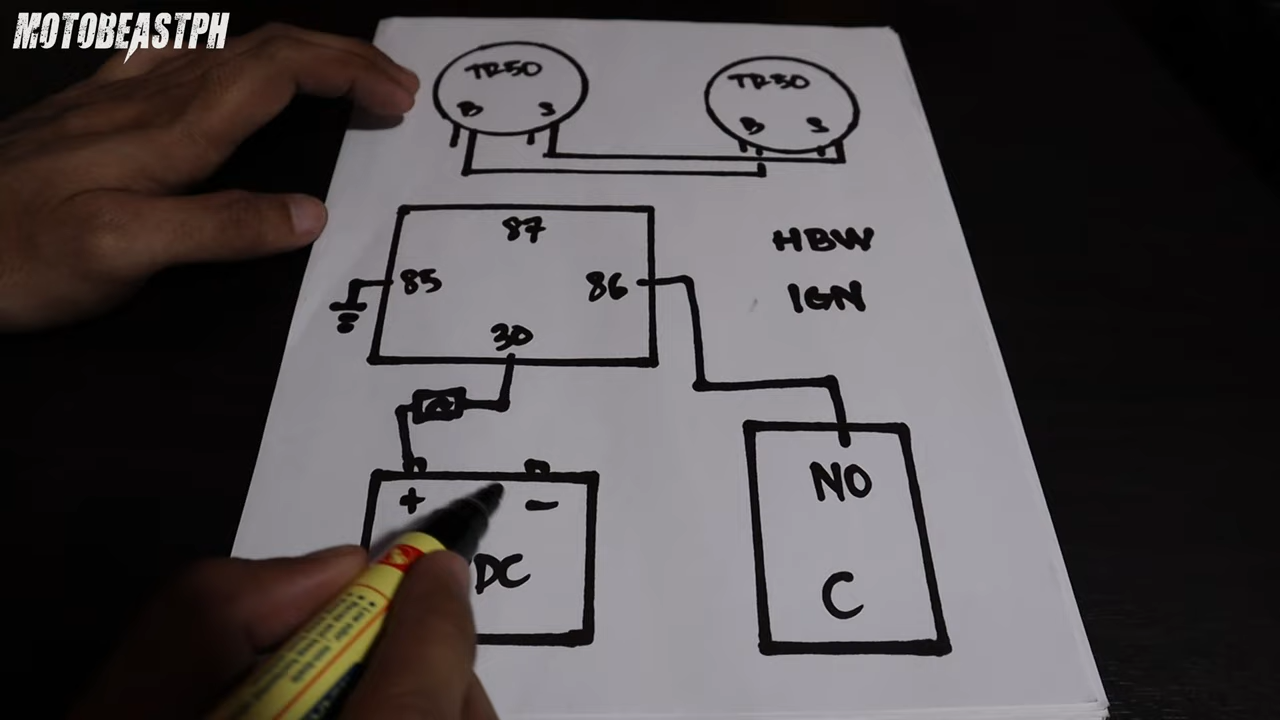 MOTOBEASTPH
TR50
B S
TR50
B S
87
85
86
30
HBW
IGN
+ -
DC
NO
C